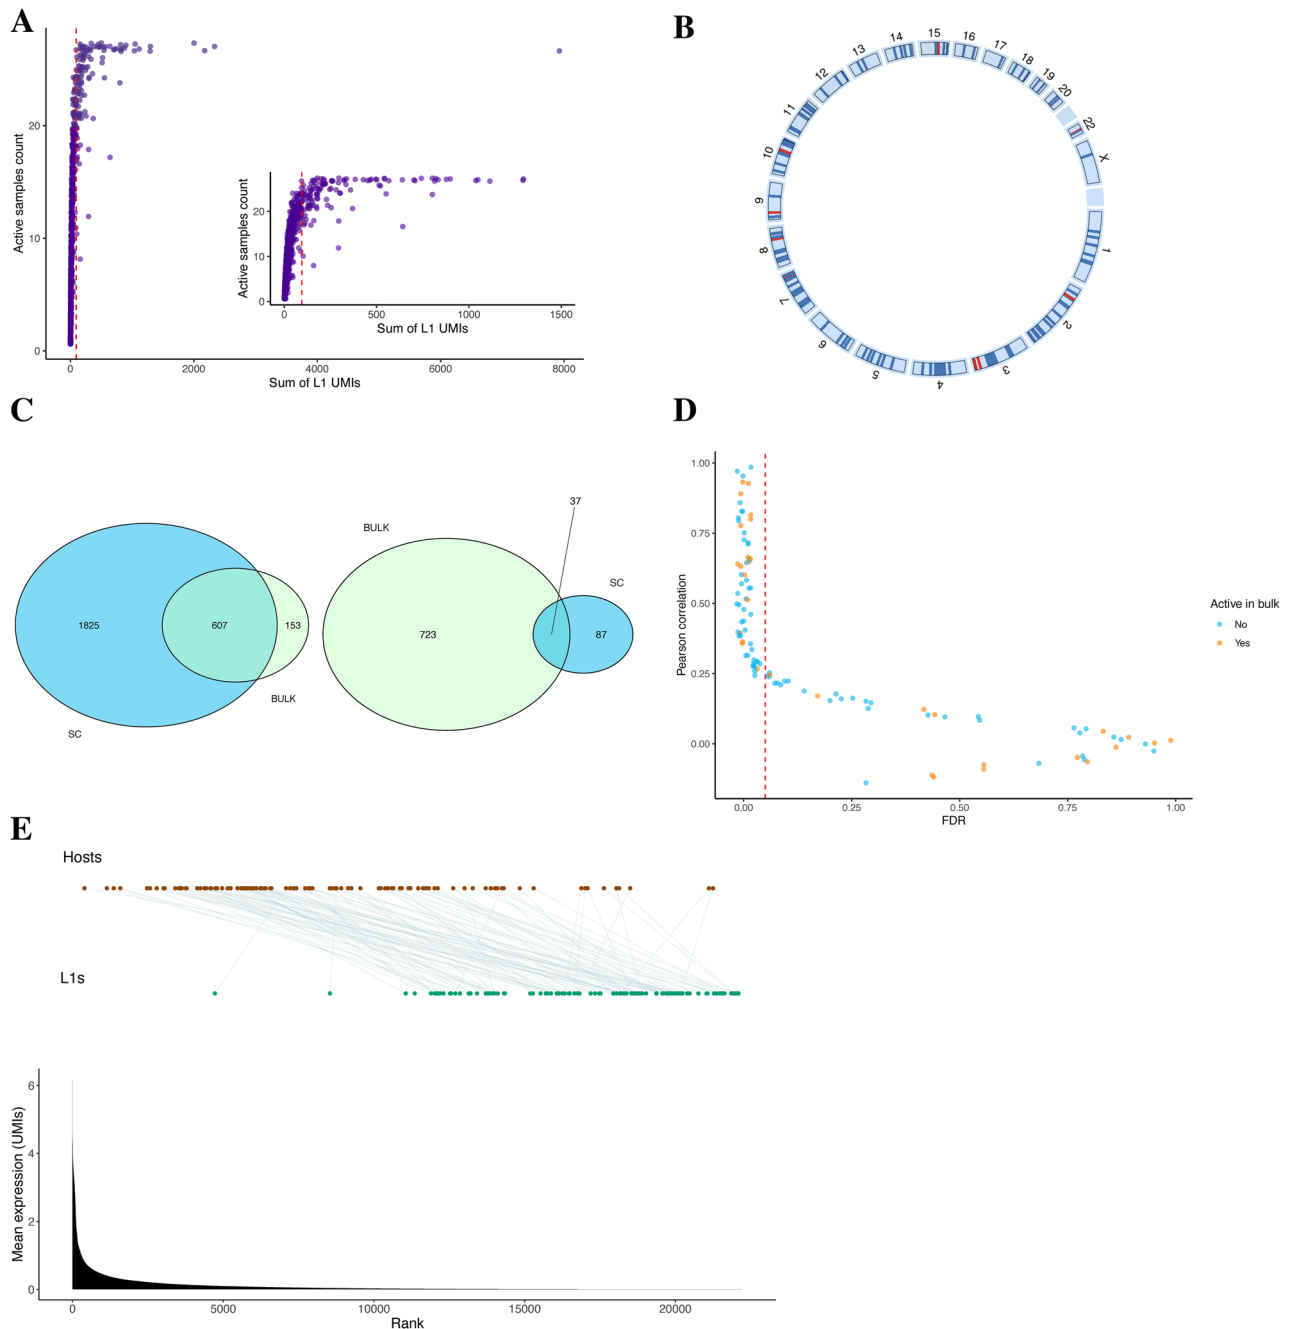 A
Active samples count
20
10
0
0
2000
4000
6000
8000
Sum of L1 UMIs
Active samples count
20
10
0
0
500
1000
1500
Sum of L1 UMIs
B
1
2
3
4
5
6
7
8
9
10
11
12
13
14
15
16
17
18
19
20
22
X
C
1825
607
153
SC
BULK
BULK
37
SC
723
87
D
Pearson correlation
1.00
0.75
0.50
0.25
0.00
0.00
0.25
0.50
0.75
1.00
FDR
Active in bulk
No
Yes
E
Hosts
L1s
Mean expression (UMIs)
6
4
2
0
0
5000
10000
15000
20000
Rank